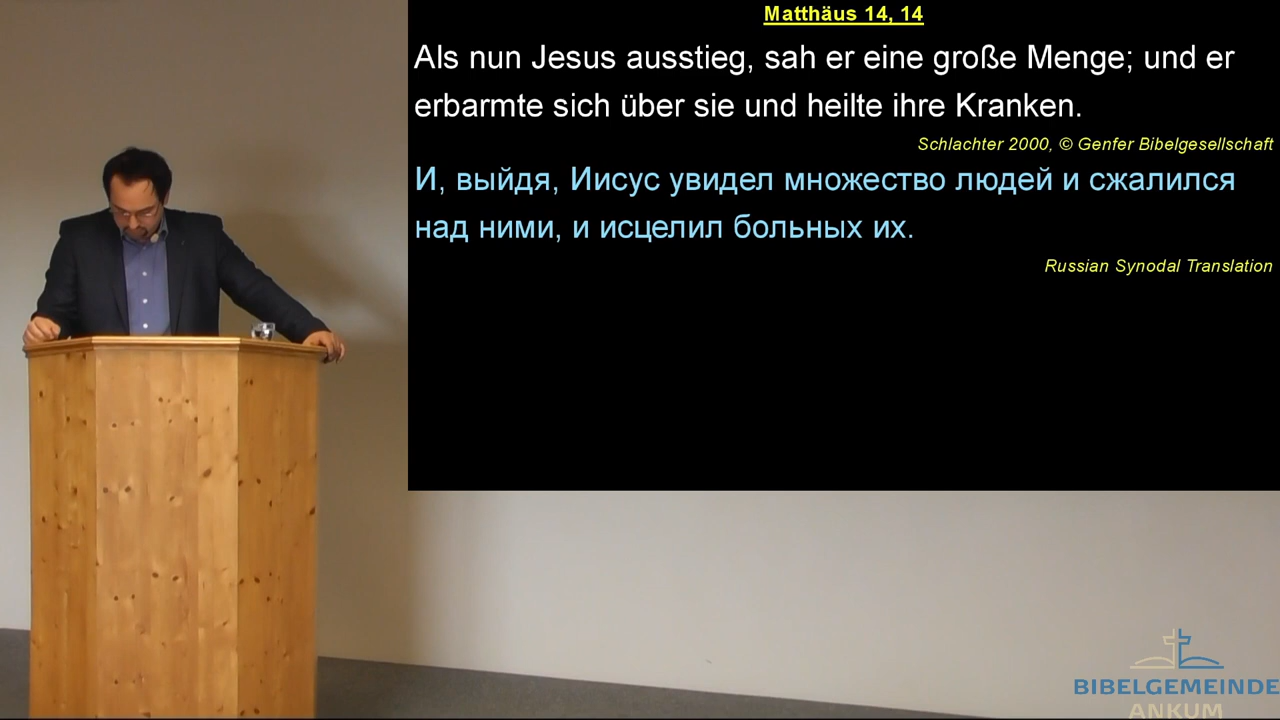 Matthäus 14, 14
Als nun Jesus ausstieg, sah er eine große Menge; und er
erbarmte sich über sie und heilte ihre Kranken.
Schlachter 2000, © Genfer Bibelgesellschaft
И, выйдя, Иисус увидел множество людей и сжалился
над ними, и исцелил больных их.
Russian Synodal Translation
BIBELGEMEINDE
ANKUM